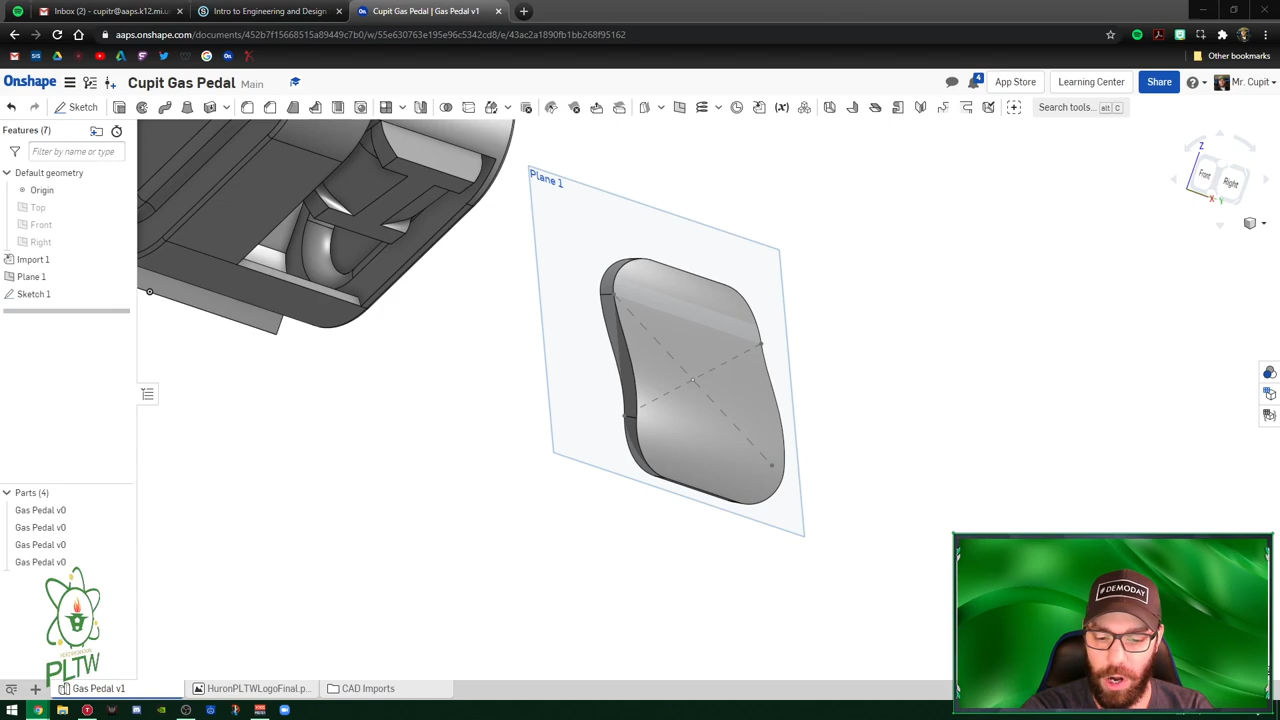 Inbox (2) - cupitr@aaps.k12.mi.u
Intro to Engineering and Design
Cupit Gas Pedal | Gas Pedal v1
aaps.onshape.com/documents/452b7f15668515a89449c7b0/w/55e630763e195e96c5342cd8/e/43ac2a1890fb1bb268f95162
Other bookmarks
Onshape
Cupit Gas Pedal
Main
4
App Store
Learning Center
Share
Mr. Cupit
Sketch
Search tools...
alt
C
Features (7)
Filter by name or type
Default geometry
Origin
Top
Front
Right
Import 1
Plane 1
Sketch 1
Parts (4)
Gas Pedal v0
Gas Pedal v0
Gas Pedal v0
Gas Pedal v0
PLTW
Plane 1
Z
Front
Right
X
Y
#DEMODAY
Gas Pedal v1
HuronPLTWLogoFinal.p...
CAD Imports